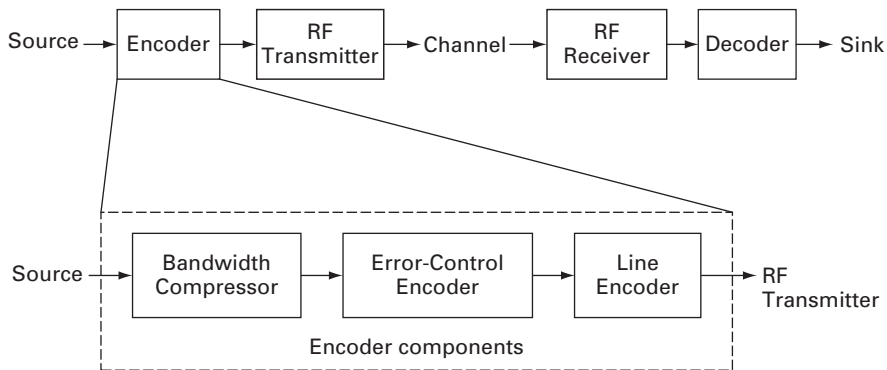 Source
Encoder
RF
Transmitter
Channel
RF
Receiver
Decoder
Sink
Source
Bandwidth
Compressor
Error-Control
Encoder
Line
Encoder
RF
Transmitter
Encoder components